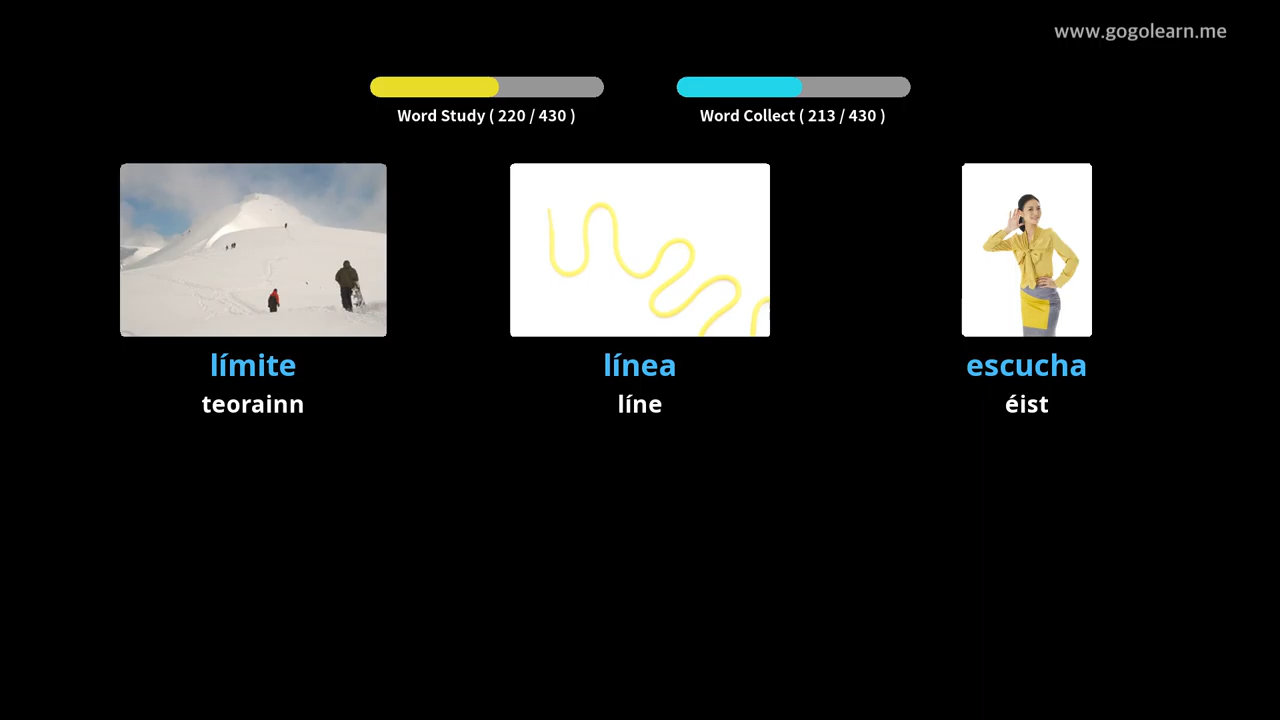 www.gogolearn.me
Word Study ( 220 / 430 )
Word Collect ( 213 / 430 )
límite
línea
escucha
teorainn
líne
éist